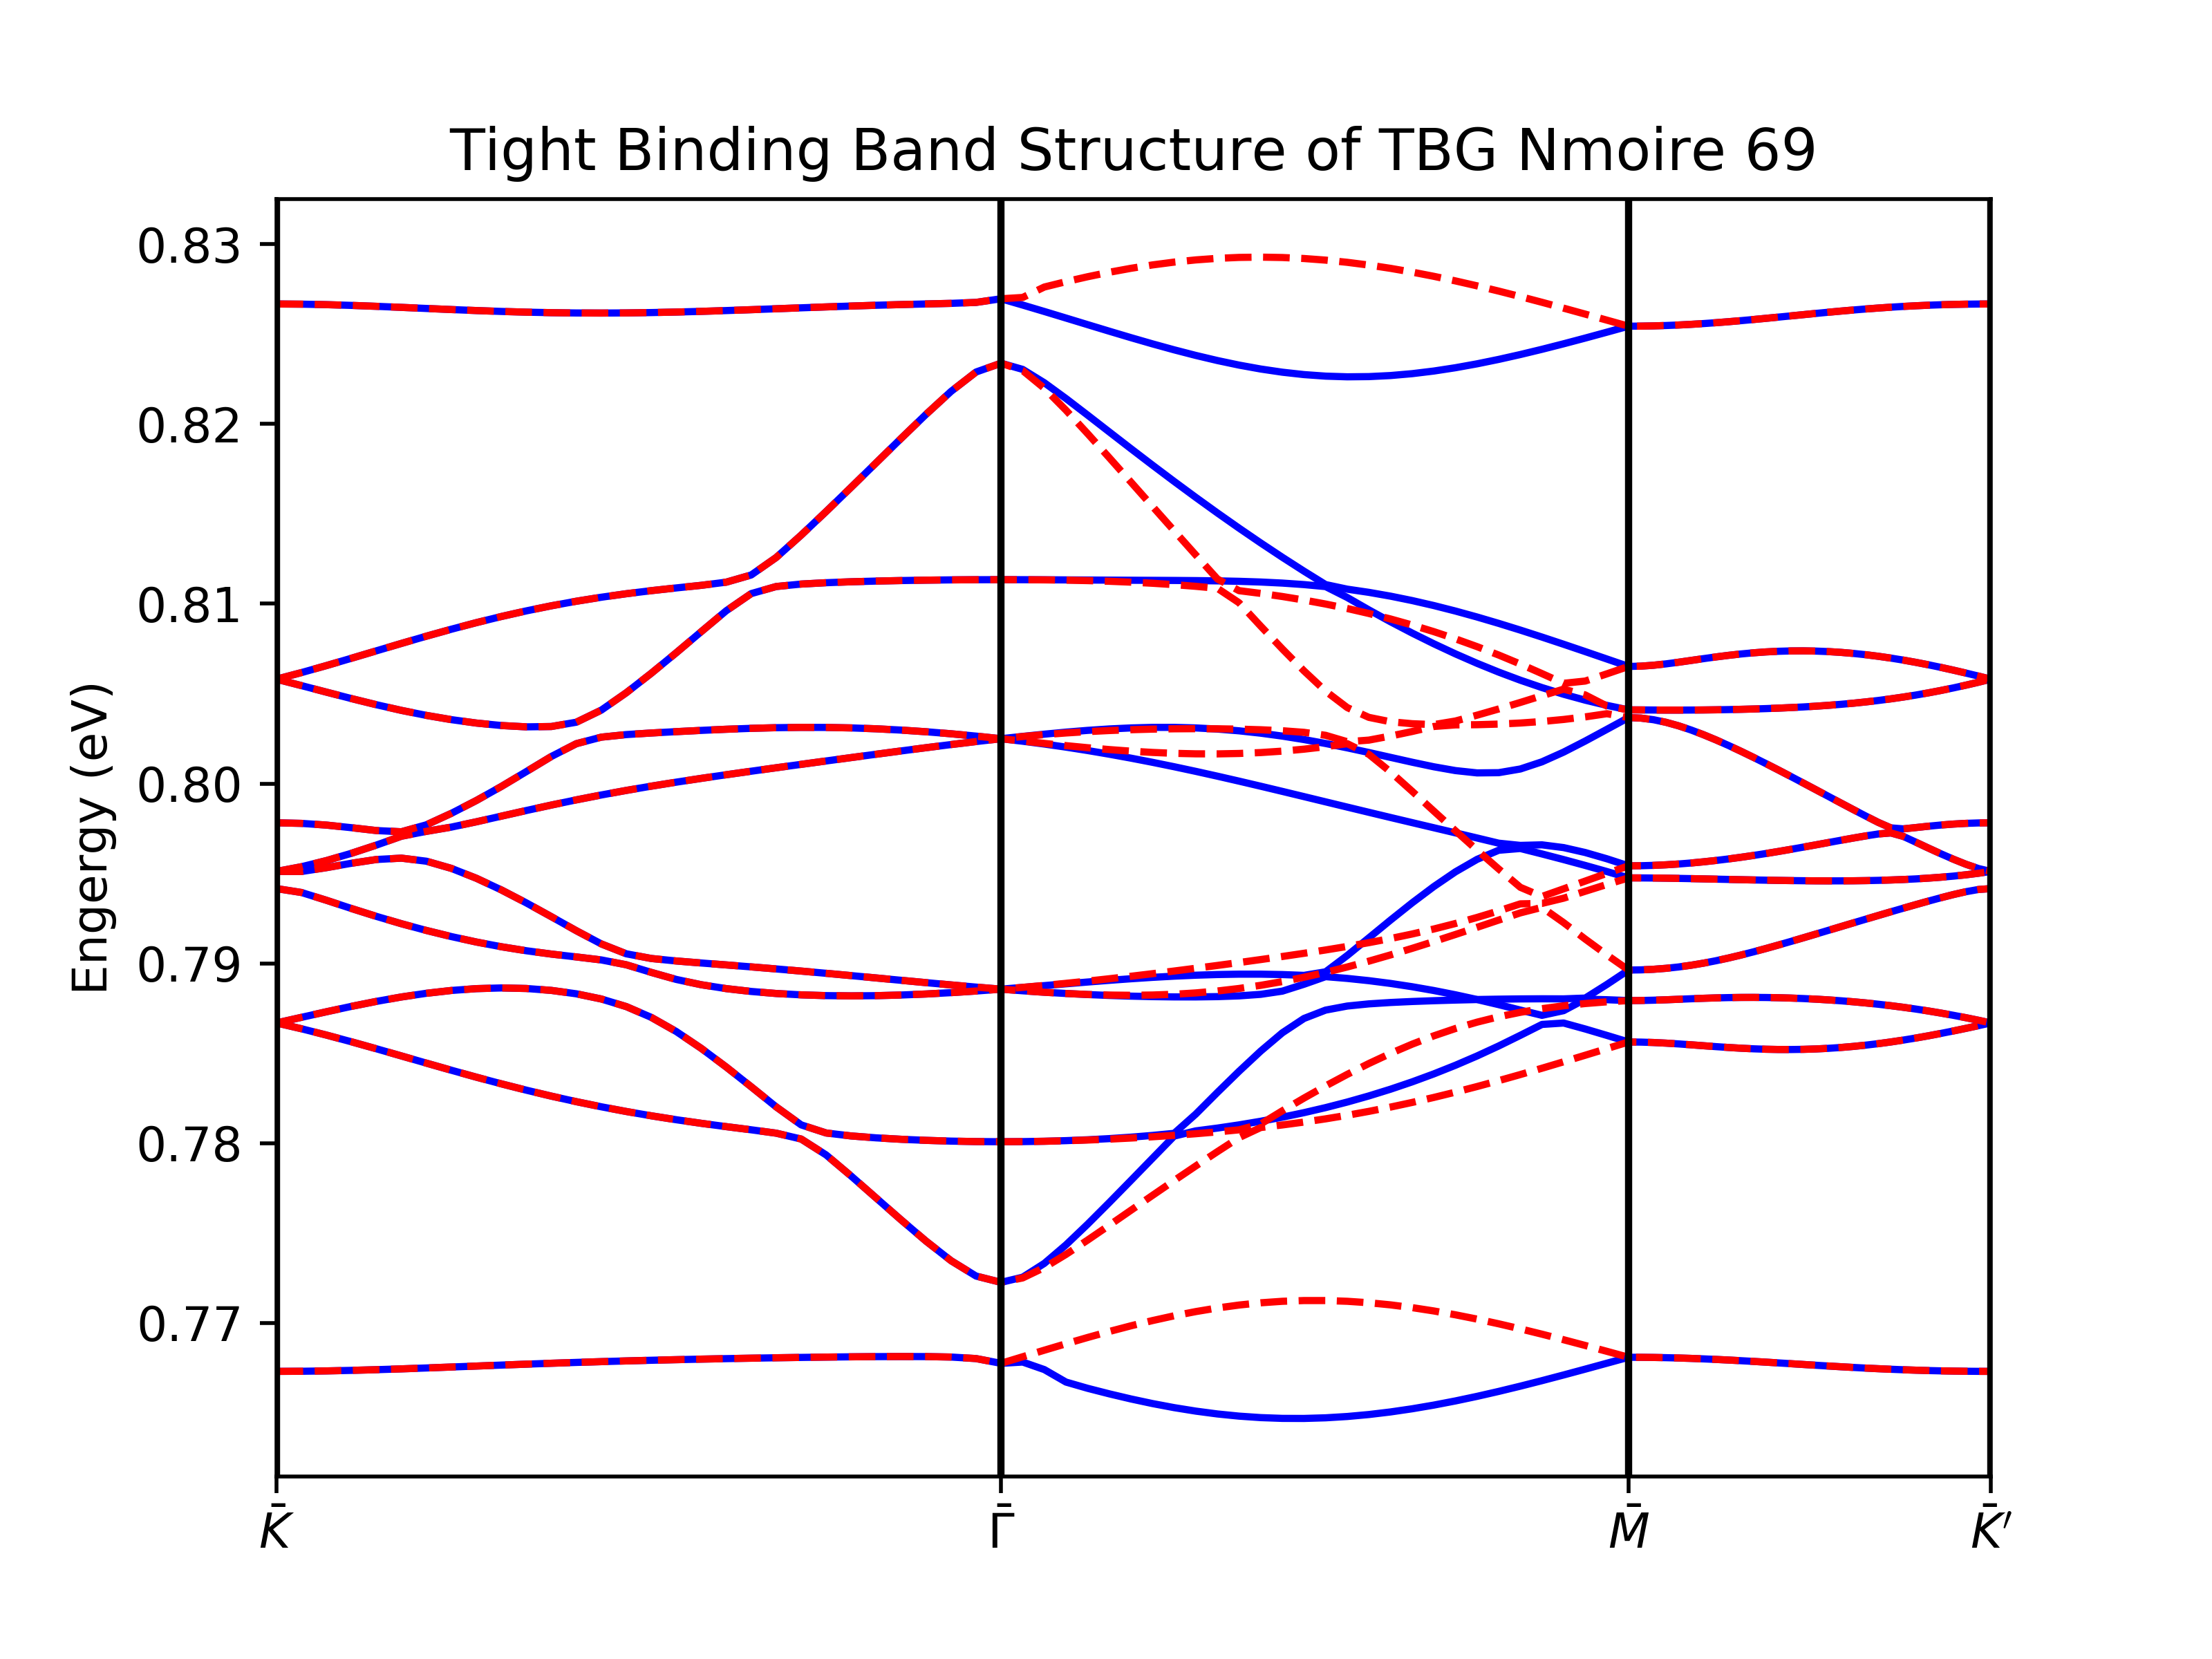 Tight Binding Band Structure of TBG Nmoire 69
Engergy (eV)
0.83
0.82
0.81
0.80
0.79
0.78
0.77
K̄
Γ̄
M̄
K̄′